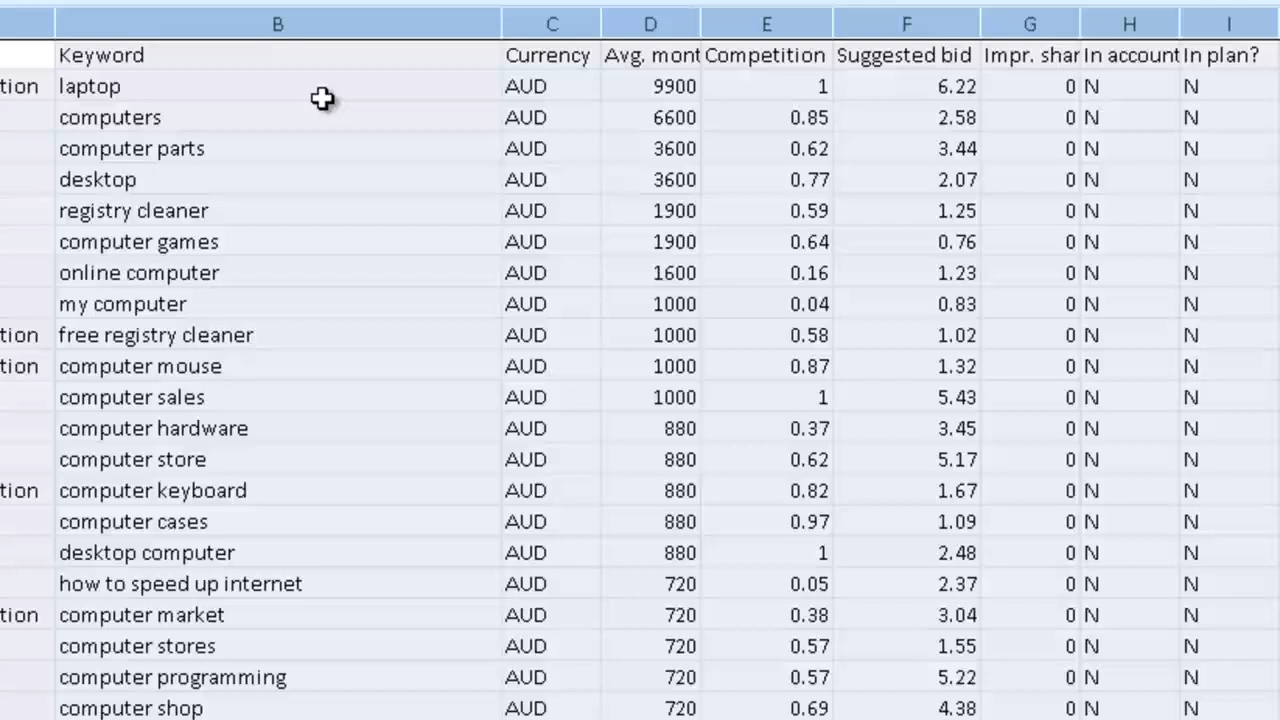 B C D E F G H I
Keyword Currency Avg. mont Competition Suggested bid Impr. shar In account In plan?
tion laptop AUD 9900 1 6.22 0 N N
computers AUD 6600 0.85 2.58 0 N N
computer parts AUD 3600 0.62 3.44 0 N N
desktop AUD 3600 0.77 2.07 0 N N
registry cleaner AUD 1900 0.59 1.25 0 N N
computer games AUD 1900 0.64 0.76 0 N N
online computer AUD 1600 0.16 1.23 0 N N
my computer AUD 1000 0.04 0.83 0 N N
tion free registry cleaner AUD 1000 0.58 1.02 0 N N
tion computer mouse AUD 1000 0.87 1.32 0 N N
computer sales AUD 1000 1 5.43 0 N N
computer hardware AUD 880 0.37 3.45 0 N N
computer store AUD 880 0.62 5.17 0 N N
tion computer keyboard AUD 880 0.82 1.67 0 N N
computer cases AUD 880 0.97 1.09 0 N N
desktop computer AUD 880 1 2.48 0 N N
how to speed up internet AUD 720 0.05 2.37 0 N N
tion computer market AUD 720 0.38 3.04 0 N N
computer stores AUD 720 0.57 1.55 0 N N
computer programming AUD 720 0.57 5.22 0 N N
computer shop AUD 720 0.69 4.38 0 N N